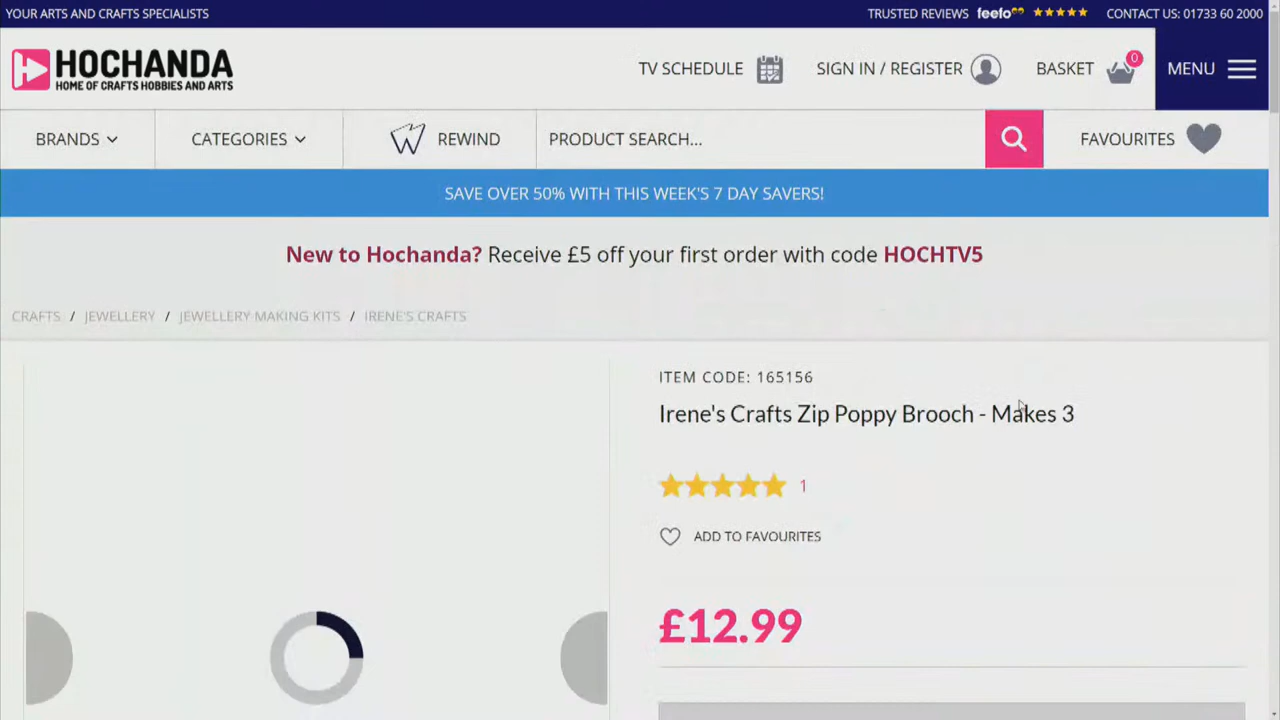 YOUR ARTS AND CRAFTS SPECIALISTS
TRUSTED REVIEWS feefo CONTACT US: 01733 60 2000
HOCHANDA
HOME OF CRAFTS HOBBIES AND ARTS
TV SCHEDULE SIGN IN / REGISTER BASKET 0 MENU
BRANDS CATEGORIES REWIND PRODUCT SEARCH... FAVOURITES
SAVE OVER 50% WITH THIS WEEK'S 7 DAY SAVERS!
New to Hochanda? Receive £5 off your first order with code HOCHTV5
CRAFTS / JEWELLERY / JEWELLERY MAKING KITS / IRENE'S CRAFTS
ITEM CODE: 165156
Irene's Crafts Zip Poppy Brooch - Makes 3
1
ADD TO FAVOURITES
£12.99